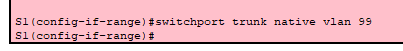 S1(config-if-range)#switchport trunk native vlan 99
S1(config-if-range)#